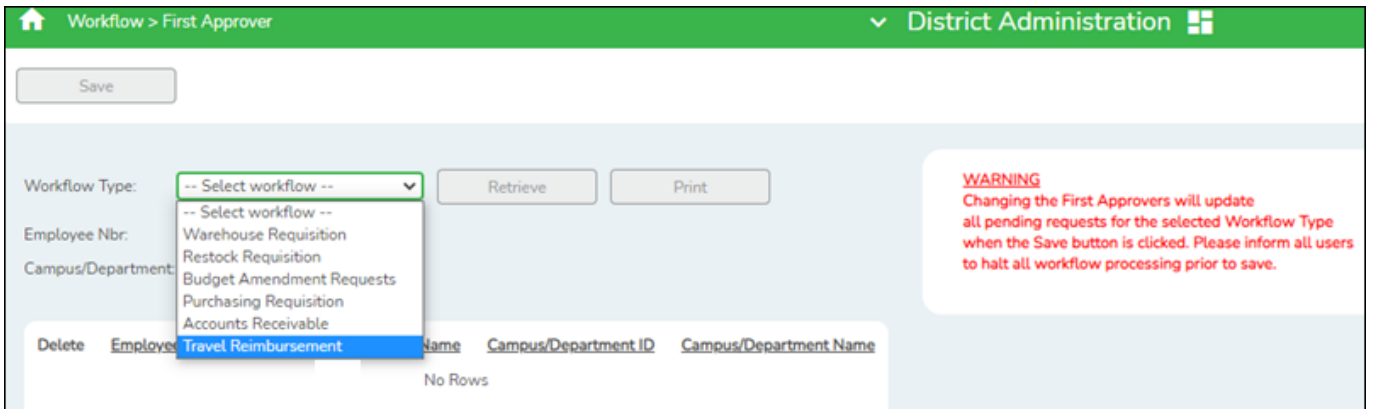 Workflow > First Approver
District Administration
Save
Workflow Type:
-- Select workflow --
Retrieve
Print
-- Select workflow --
Warehouse Requisition
Restock Requisition
Budget Amendment Requests
Purchasing Requisition
Accounts Receivable
Travel Reimbursement
Employee Nbr:
Campus/Department:
WARNING
Changing the First Approvers will update
all pending requests for the selected Workflow Type
when the Save button is clicked. Please inform all users
to halt all workflow processing prior to save.
Delete Employee Name Campus/Department ID Campus/Department Name
No Rows